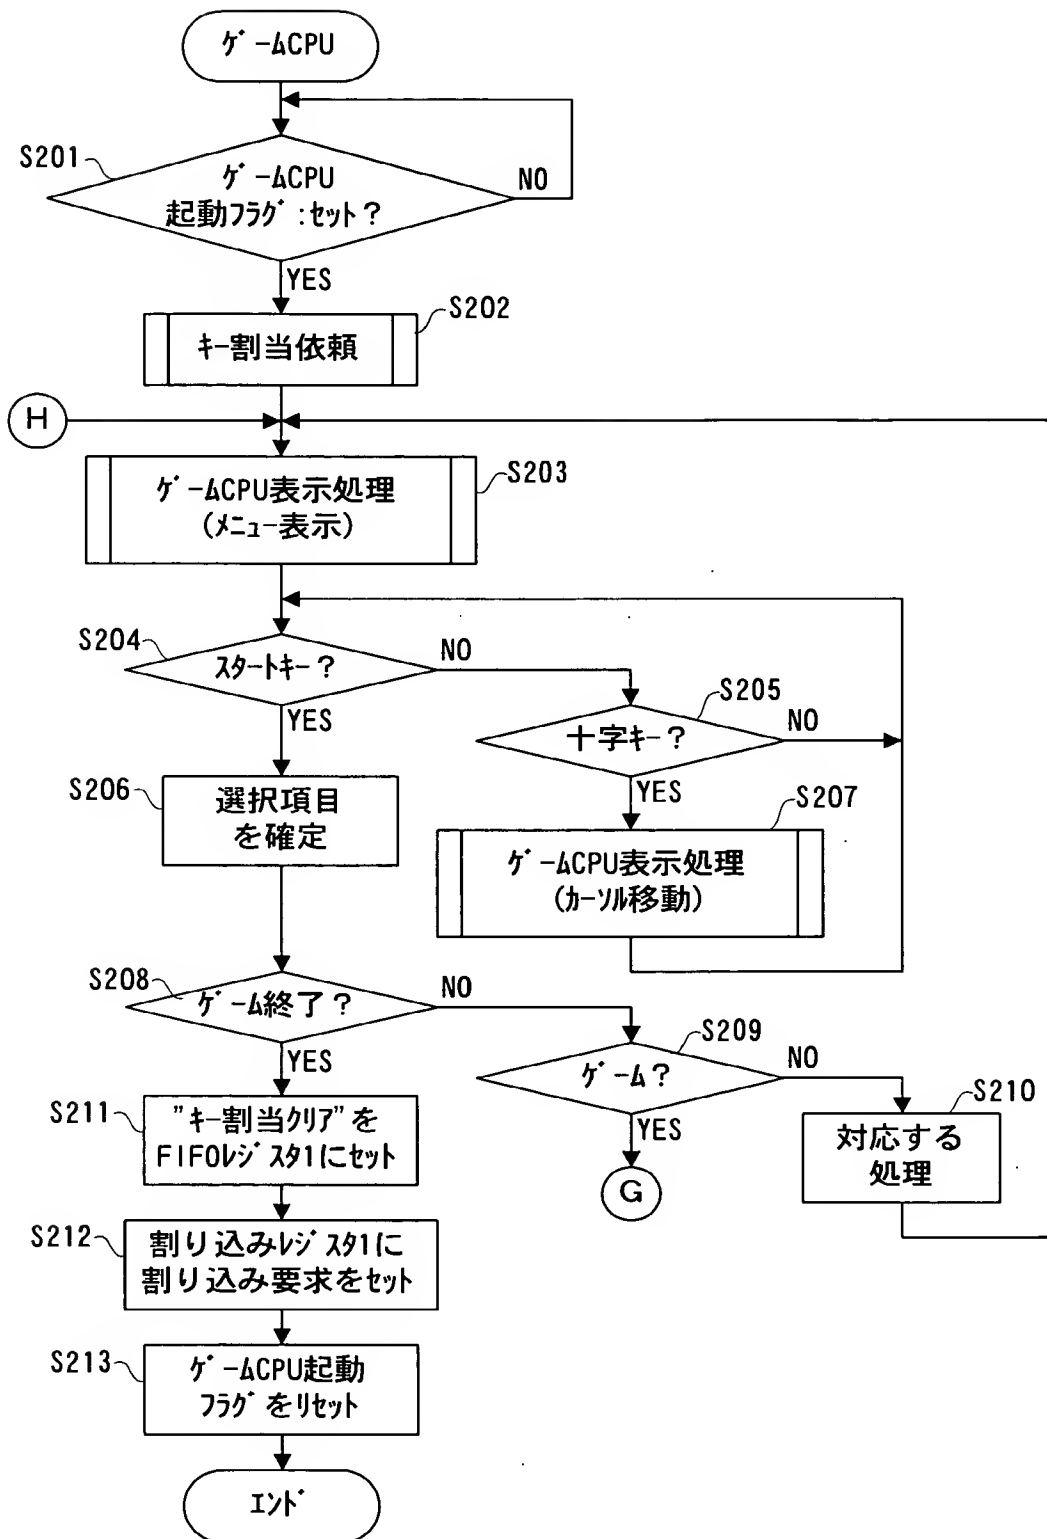 ｹﾞｰﾑCPU
S201
ｹﾞｰﾑCPU
起動ﾌﾗｸﾞ:ｾｯﾄ?
NO
YES
S202
ｷｰ割当依頼
H
S203
ｹﾞｰﾑCPU表示処理
(ﾒﾆｭｰ表示)
S204
ｽﾀｰﾄｷｰ?
NO
YES
S205
十字ｷｰ?
NO
YES
S206
選択項目
を確定
S207
ｹﾞｰﾑCPU表示処理
(ｶｰｿﾙ移動)
S208
ｹﾞｰﾑ終了?
NO
YES
S209
ｹﾞｰﾑ?
NO
YES
G
S210
対応する
処理
S211
"ｷｰ割当ｸﾘｱ"を
FIFOﾚｼﾞｽﾀ1にｾｯﾄ
S212
割り込みﾚｼﾞｽﾀ1に
割り込み要求をｾｯﾄ
S213
ｹﾞｰﾑCPU起動
ﾌﾗｸﾞをﾘｾｯﾄ
ｴﾝﾄﾞ